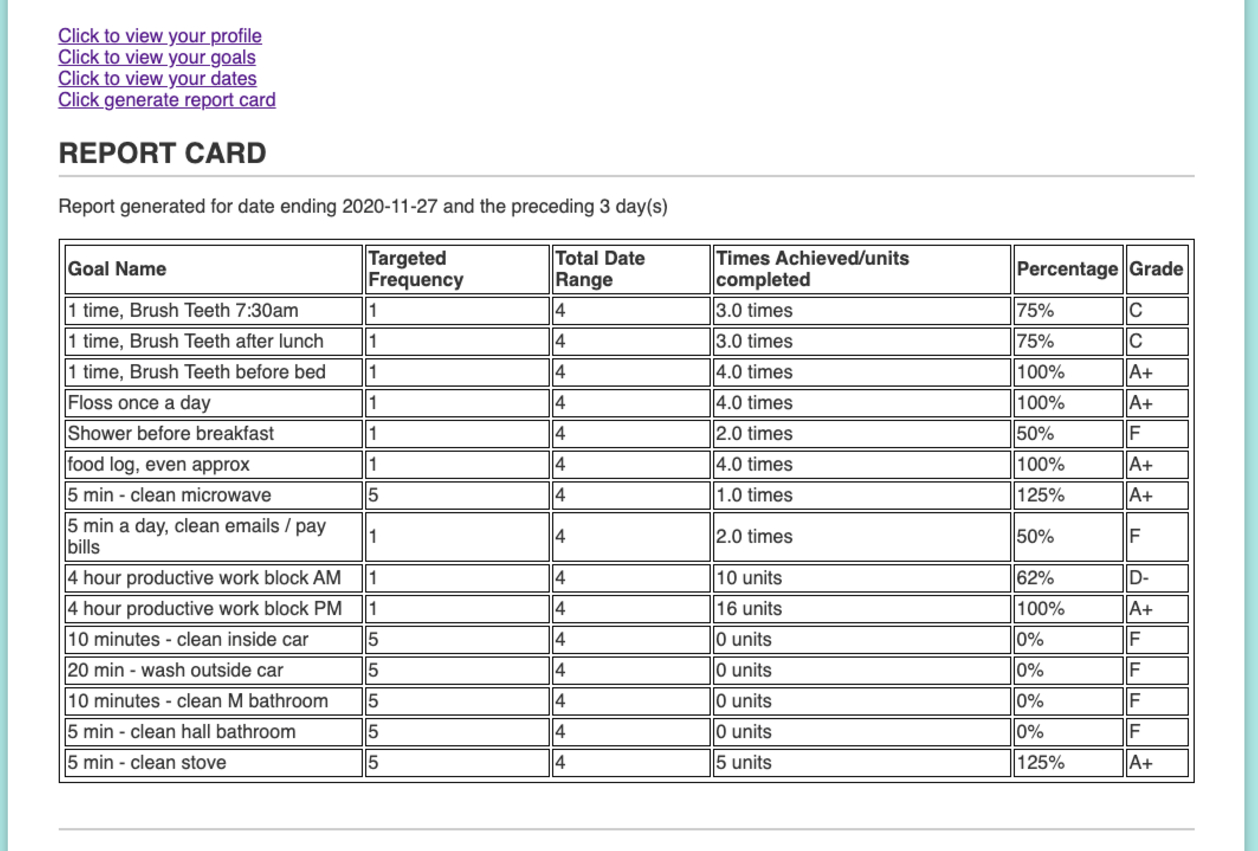 Click to view your profile
Click to view your goals
Click to view your dates
Click generate report card
REPORT CARD
Report generated for date ending 2020-11-27 and the preceding 3 day(s)
Goal Name Targeted Frequency Total Date Range Times Achieved/units completed Percentage Grade
1 time, Brush Teeth 7:30am 1 4 3.0 times 75% C
1 time, Brush Teeth after lunch 1 4 3.0 times 75% C
1 time, Brush Teeth before bed 1 4 4.0 times 100% A+
Floss once a day 1 4 4.0 times 100% A+
Shower before breakfast 1 4 2.0 times 50% F
food log, even approx 1 4 4.0 times 100% A+
5 min - clean microwave 5 4 1.0 times 125% A+
5 min a day, clean emails / pay bills 1 4 2.0 times 50% F
4 hour productive work block AM 1 4 10 units 62% D-
4 hour productive work block PM 1 4 16 units 100% A+
10 minutes - clean inside car 5 4 0 units 0% F
20 min - wash outside car 5 4 0 units 0% F
10 minutes - clean M bathroom 5 4 0 units 0% F
5 min - clean hall bathroom 5 4 0 units 0% F
5 min - clean stove 5 4 5 units 125% A+